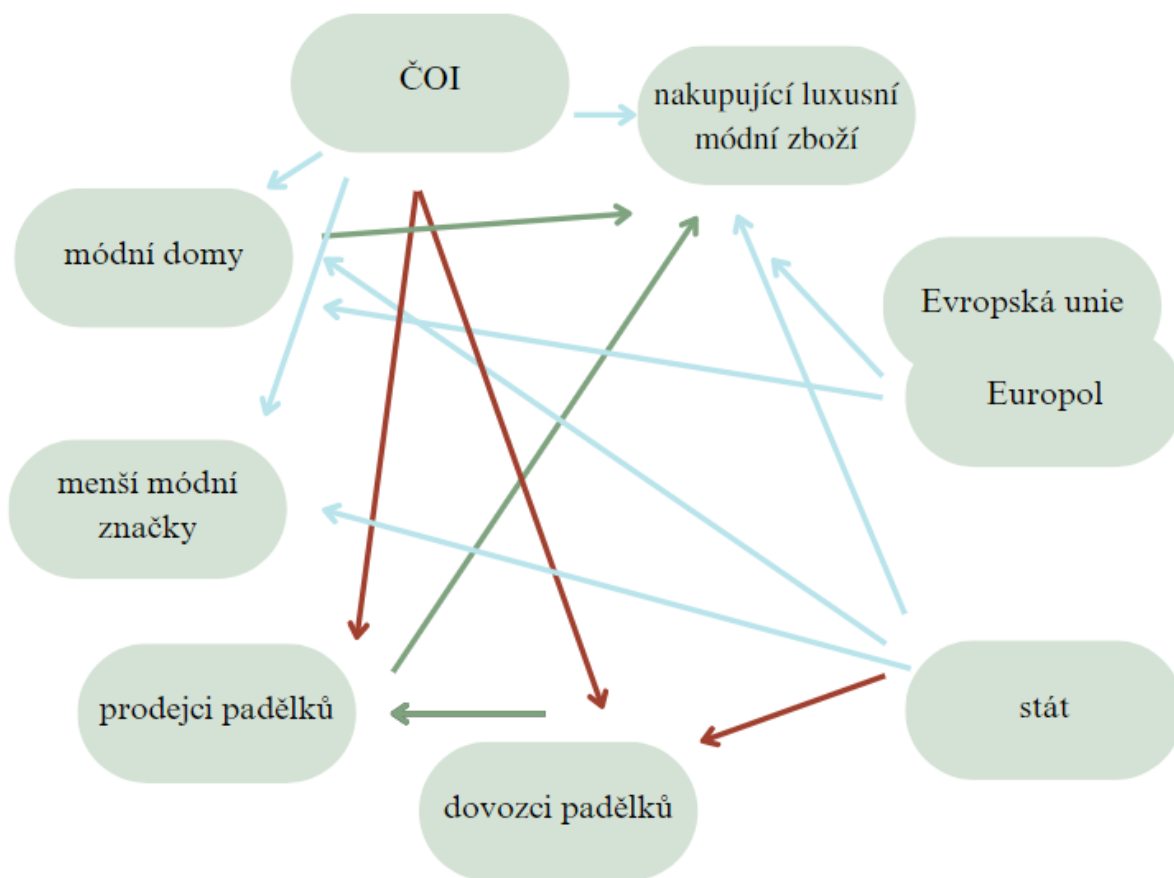 ČOI
nakupující luxusní
módní zboží
módní domy
Evropská unie
Europol
menší módní
značky
prodejci padělků
stát
dovozci padělků